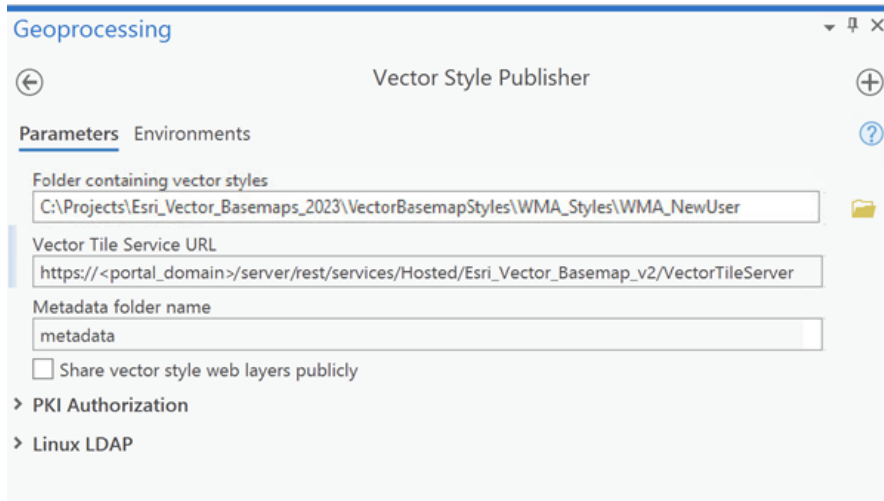 Geoprocessing
Vector Style Publisher
Parameters Environments
Folder containing vector styles
C:\Projects\Esri_Vector_Basemaps_2023\VectorBasemapStyles\WMA_Styles\WMA_NewUser
Vector Tile Service URL
https://<portal_domain>/server/rest/services/Hosted/Esri_Vector_Basemap_v2/VectorTileServer
Metadata folder name
metadata
Share vector style web layers publicly
PKI Authorization
Linux LDAP